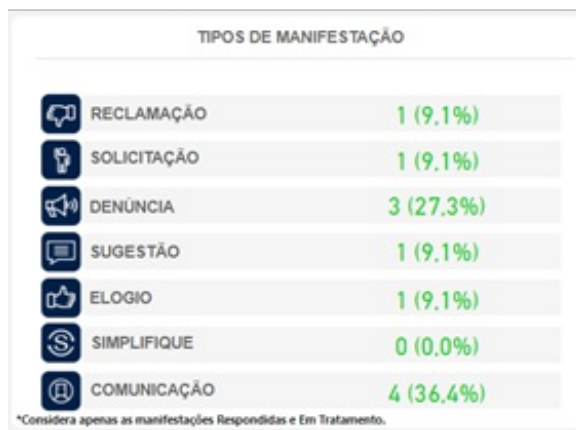 TIPOS DE MANIFESTAÇÃO
RECLAMAÇÃO 1 (9,1%)
SOLICITAÇÃO 1 (9,1%)
DENÚNCIA 3 (27,3%)
SUGESTÃO 1 (9,1%)
ELOGIO 1 (9,1%)
SIMPLIFIQUE 0 (0,0%)
COMUNICAÇÃO 4 (36,4%)
*Considera apenas as manifestações Respondidas e Em Tratamento.